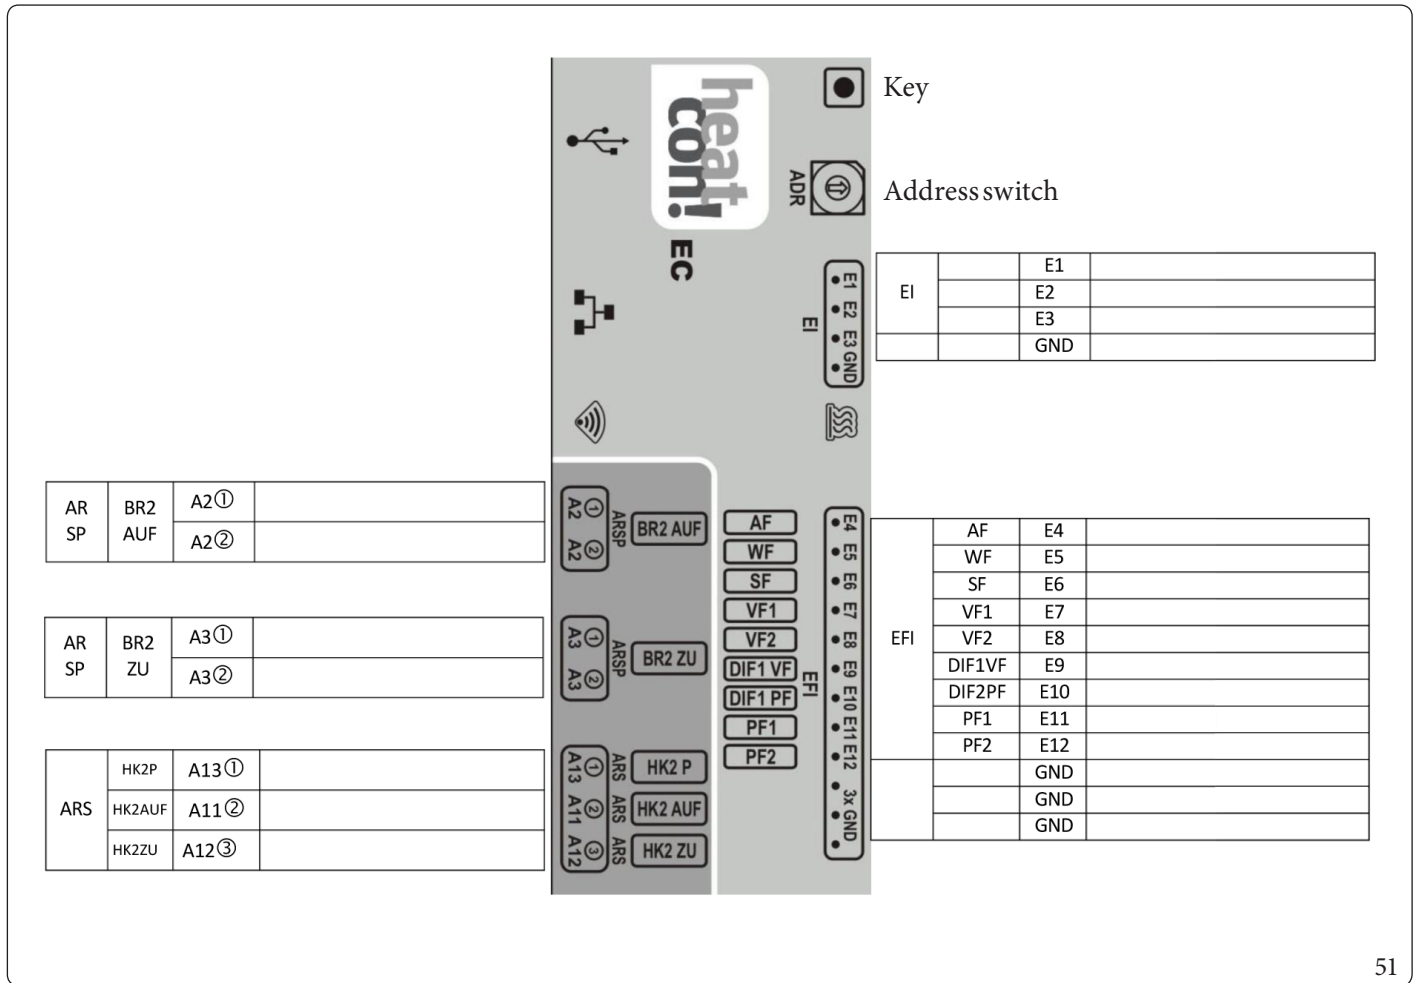 Key
Address switch
heat
con!
EC
ADR
E1
E2
E3
GND
EI
EI
E1
E2
E3
GND
AR
SP
BR2
AUF
A2①
A2②
AR
SP
BR2
ZU
A3①
A3②
ARS
HK2P
A13①
HK2AUF
A11②
HK2ZU
A12③
① ②
A2 A2
ARSP
BR2 AUF
① ②
A3 A3
ARSP
BR2 ZU
① ② ③
A13 A11 A12
ARS
HK2 P
ARS
HK2 AUF
ARS
HK2 ZU
AF
WF
SF
VF1
VF2
DIF1 VF
DIF1 PF
PF1
PF2
EFI
E4
E5
E6
E7
E8
E9
E10
E11
E12
3x GND
EFI
AF E4
WF E5
SF E6
VF1 E7
VF2 E8
DIF1VF E9
DIF2PF E10
PF1 E11
PF2 E12
GND
GND
GND
51